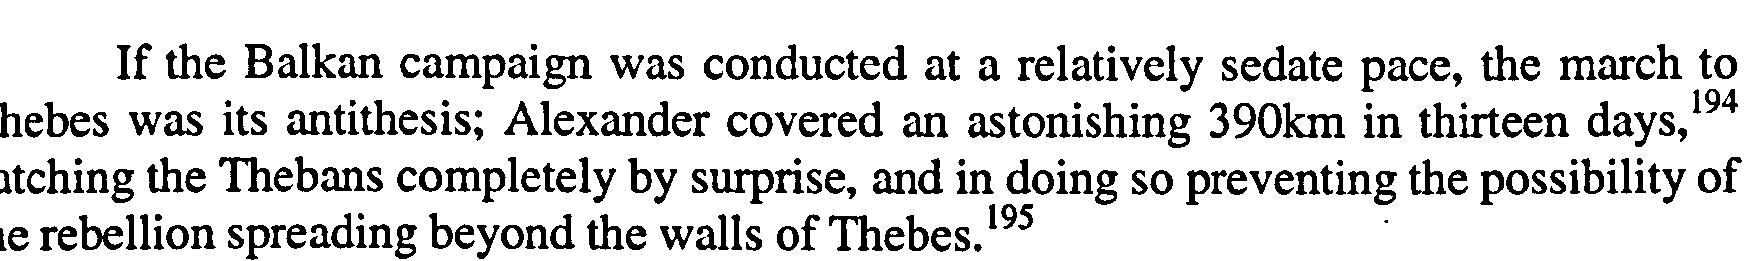 If the Balkan campaign was conducted at a relatively sedate pace, the march to
hebes was its antithesis; Alexander covered an astonishing 390km in thirteen days,194
tching the Thebans completely by surprise, and in doing so preventing the possibility of
e rebellion spreading beyond the walls of Thebes.195